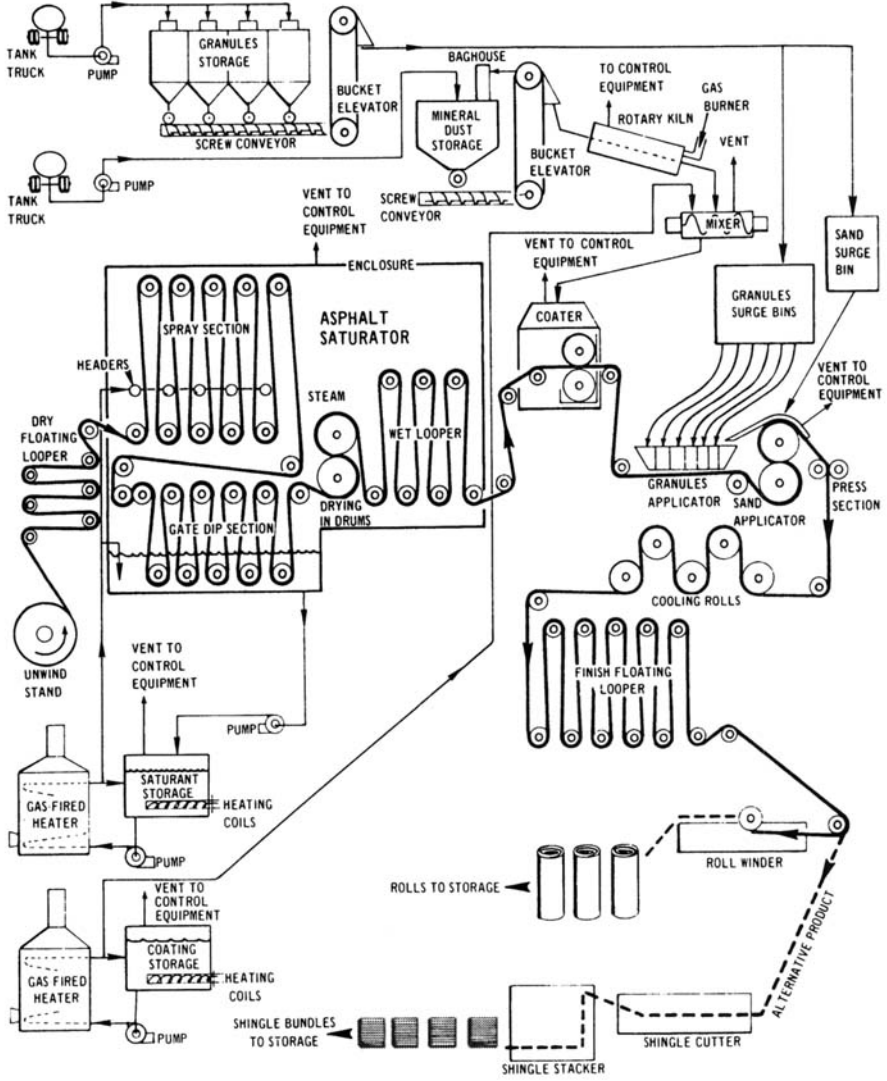 TANK
TRUCK
PUMP
GRANULES
STORAGE
SCREW CONVEYOR
BUCKET
ELEVATOR
BAGHOUSE
MINERAL
DUST
STORAGE
SCREW
CONVEYOR
BUCKET
ELEVATOR
TO CONTROL
EQUIPMENT
ROTARY KILN
GAS
BURNER
VENT
MIXER
TANK
TRUCK
PUMP
VENT TO
CONTROL
EQUIPMENT
ENCLOSURE
SPRAY SECTION
HEADERS
ASPHALT
SATURATOR
DRY
FLOATING
LOOPER
STEAM
WET LOOPER
DRYING
IN DRUMS
GATE DIP SECTION
UNWIND
STAND
VENT TO CONTROL
EQUIPMENT
COATER
SAND
SURGE
BIN
GRANULES
SURGE BINS
VENT TO
CONTROL
EQUIPMENT
GRANULES
APPLICATOR
SAND
APPLICATOR
PRESS
SECTION
COOLING ROLLS
FINISH FLOATING
LOOPER
VENT TO
CONTROL
EQUIPMENT
PUMP
GAS-FIRED
HEATER
SATURANT
STORAGE
HEATING
COILS
PUMP
VENT TO
CONTROL
EQUIPMENT
GAS FIRED
HEATER
COATING
STORAGE
HEATING
COILS
PUMP
ROLL WINDER
ROLLS TO STORAGE
ALTERNATIVE PRODUCT
SHINGLE CUTTER
SHINGLE STACKER
SHINGLE BUNDLES
TO STORAGE